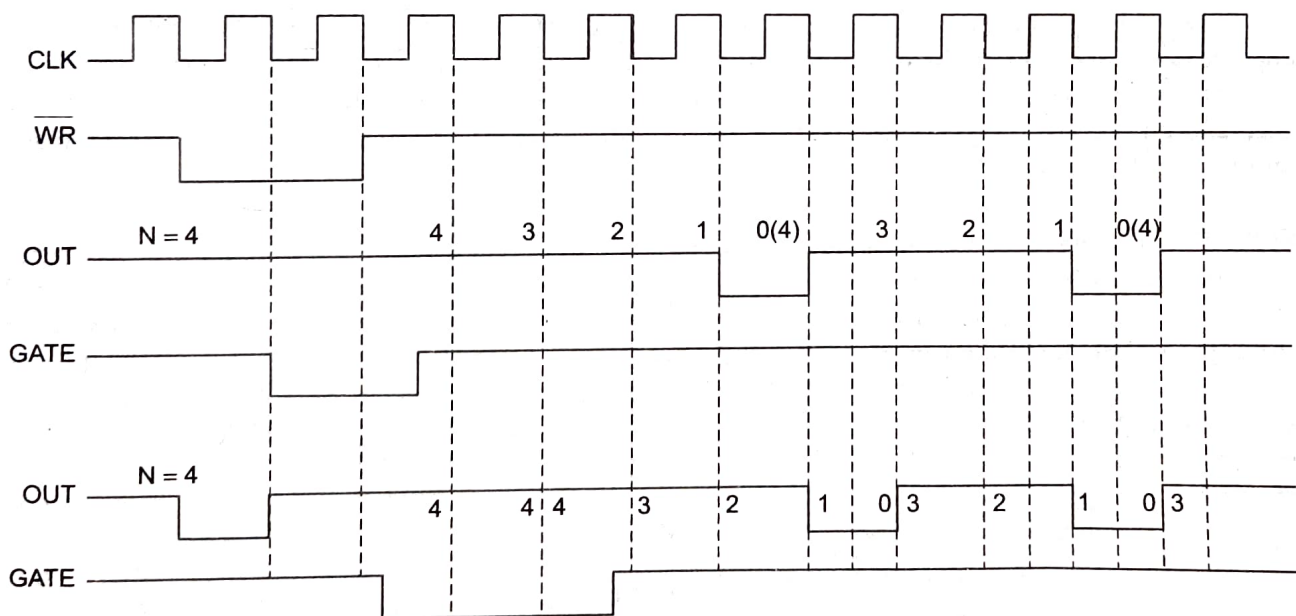 CLK
WR
N = 4 4 3 2 1 0(4) 3 2 1 0(4)
OUT
GATE
N = 4
OUT
4 4 4 3 2 1 0 3 2 1 0 3
GATE